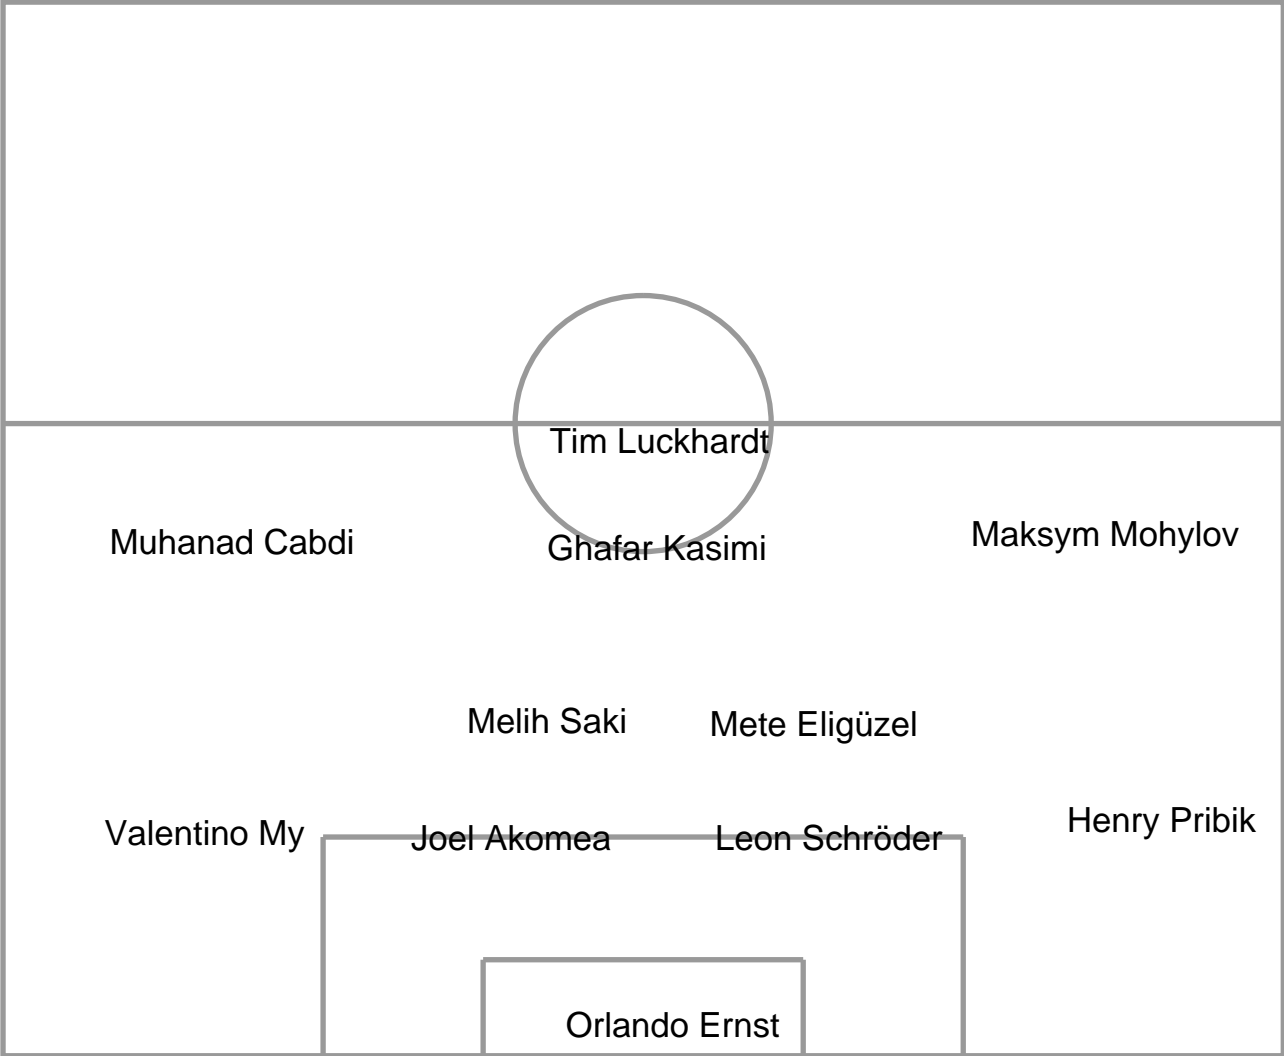 Tim Luckhardt
Muhanad Cabdi
Ghafar Kasimi
Maksym Mohylov
Melih Saki
Mete Eligüzel
Valentino My
Joel Akomea
Leon Schröder
Henry Pribik
Orlando Ernst